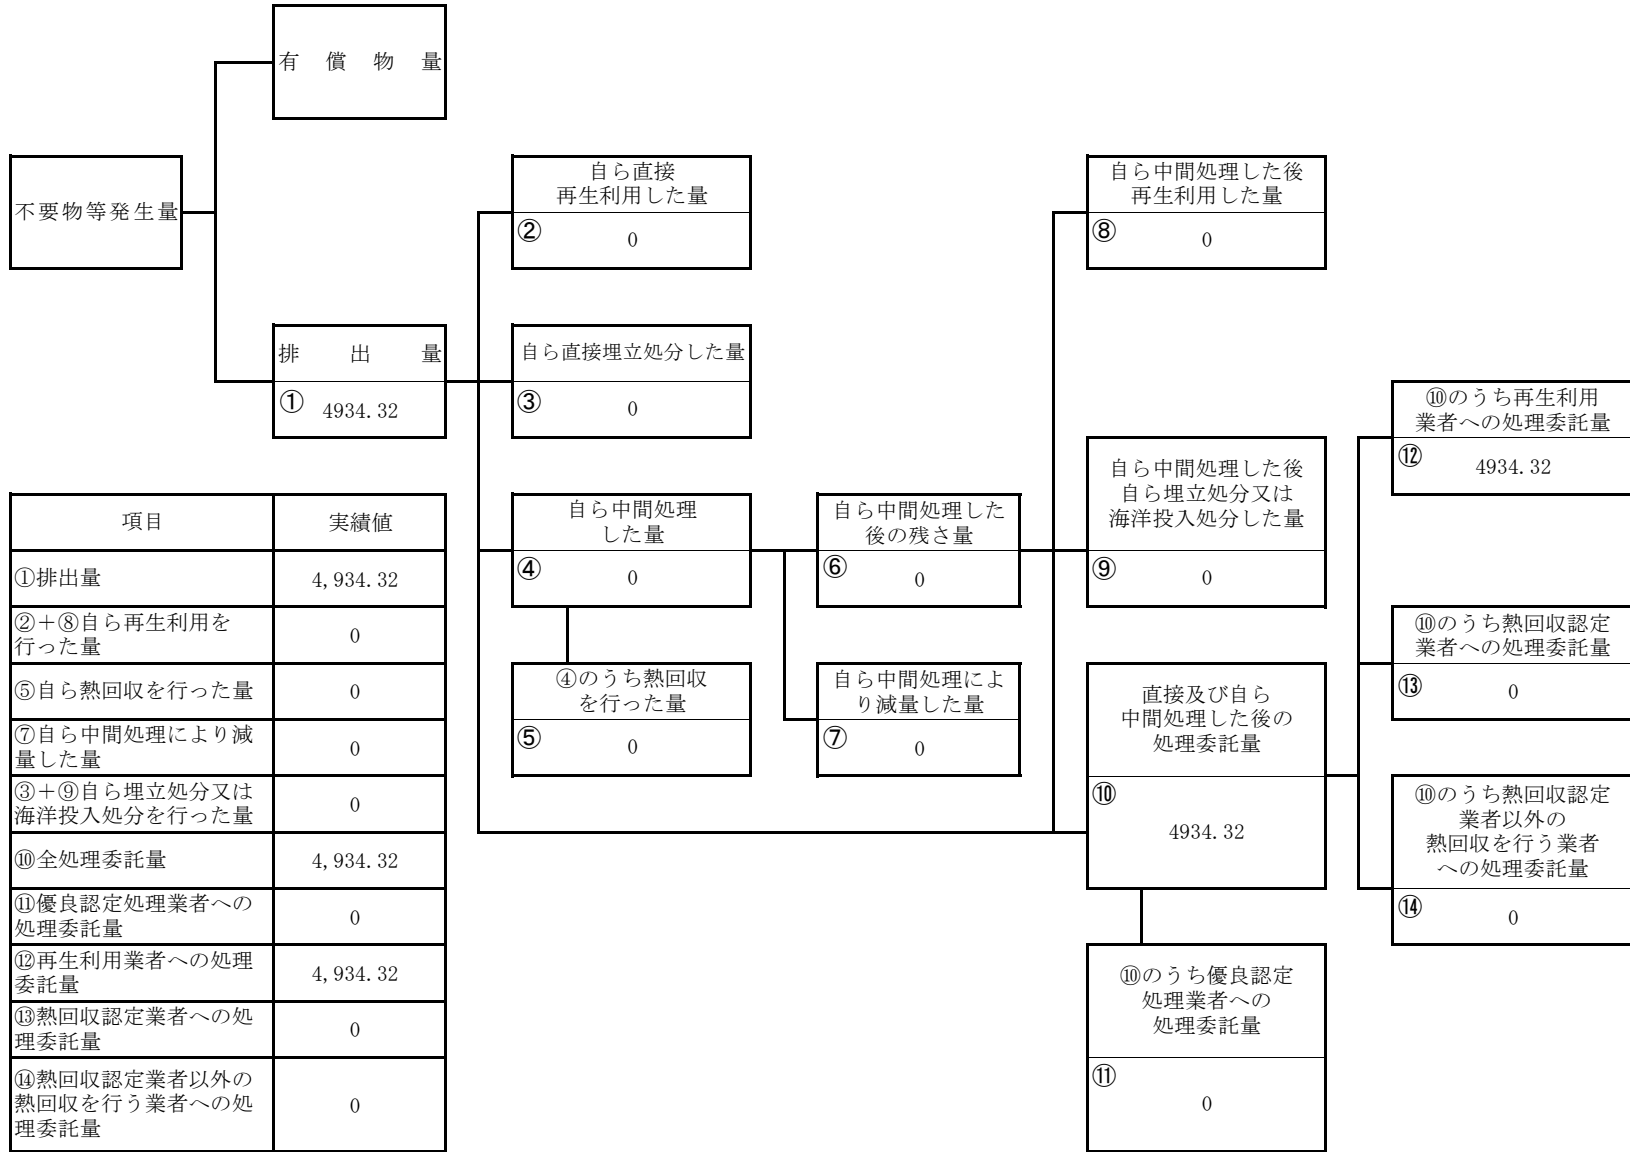 有償物量
不要物等発生量
自ら直接
再生利用した量
② 0
自ら中間処理した後
再生利用した量
⑧ 0
排出量
① 4934.32
自ら直接埋立処分した量
③ 0
⑩のうち再生利用
業者への処理委託量
⑫ 4934.32
自ら中間処理
した量
④ 0
自ら中間処理した
後の残さ量
⑥ 0
自ら中間処理した後
自ら埋立処分又は
海洋投入処分した量
⑨ 0
⑩のうち熱回収認定
業者への処理委託量
⑬ 0
④のうち熱回収
を行った量
⑤ 0
自ら中間処理によ
り減量した量
⑦ 0
直接及び自ら
中間処理した後の
処理委託量
⑩
4934.32
⑩のうち熱回収認定
業者以外の
熱回収を行う業者
への処理委託量
⑭ 0
⑩のうち優良認定
処理業者への
処理委託量
⑪
0
項目 実績値
①排出量 4,934.32
②＋⑧自ら再生利用を
行った量 0
⑤自ら熱回収を行った量 0
⑦自ら中間処理により減
量した量 0
③＋⑨自ら埋立処分又は
海洋投入処分を行った量 0
⑩全処理委託量 4,934.32
⑪優良認定処理業者への
処理委託量 0
⑫再生利用業者への処理
委託量 4,934.32
⑬熱回収認定業者への処
理委託量 0
⑭熱回収認定業者以外の
熱回収を行う業者への処
理委託量 0